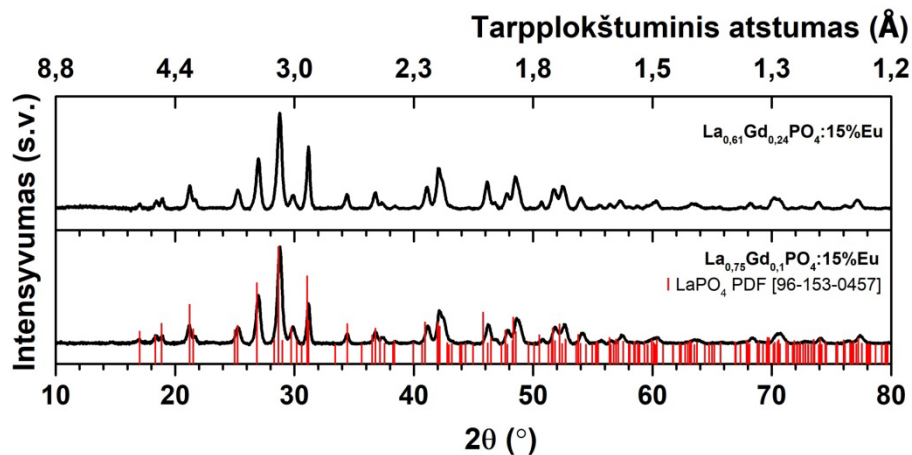 Tarpplokštuminis atstumas (Å)
8,8 4,4 3,0 2,3 1,8 1,5 1,3 1,2
Intensyvumas (s.v.)
La0,61Gd0,24PO4:15%Eu
La0,75Gd0,1PO4:15%Eu
LaPO4 PDF [96-153-0457]
10 20 30 40 50 60 70 80
2θ (°)